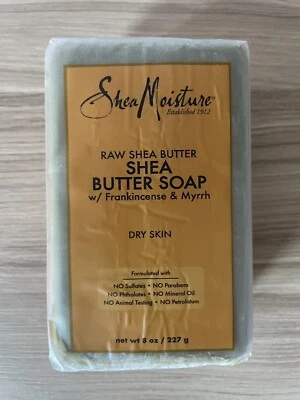 SheaMoisture®
Established 1912
RAW SHEA BUTTER
SHEA
BUTTER SOAP
w/ Frankincense & Myrrh
DRY SKIN
Formulated with
NO Sulfates • NO Parabens
NO Phthalates • NO Mineral Oil
NO Animal Testing • NO Petrolatum
net wt 8 oz / 227 g